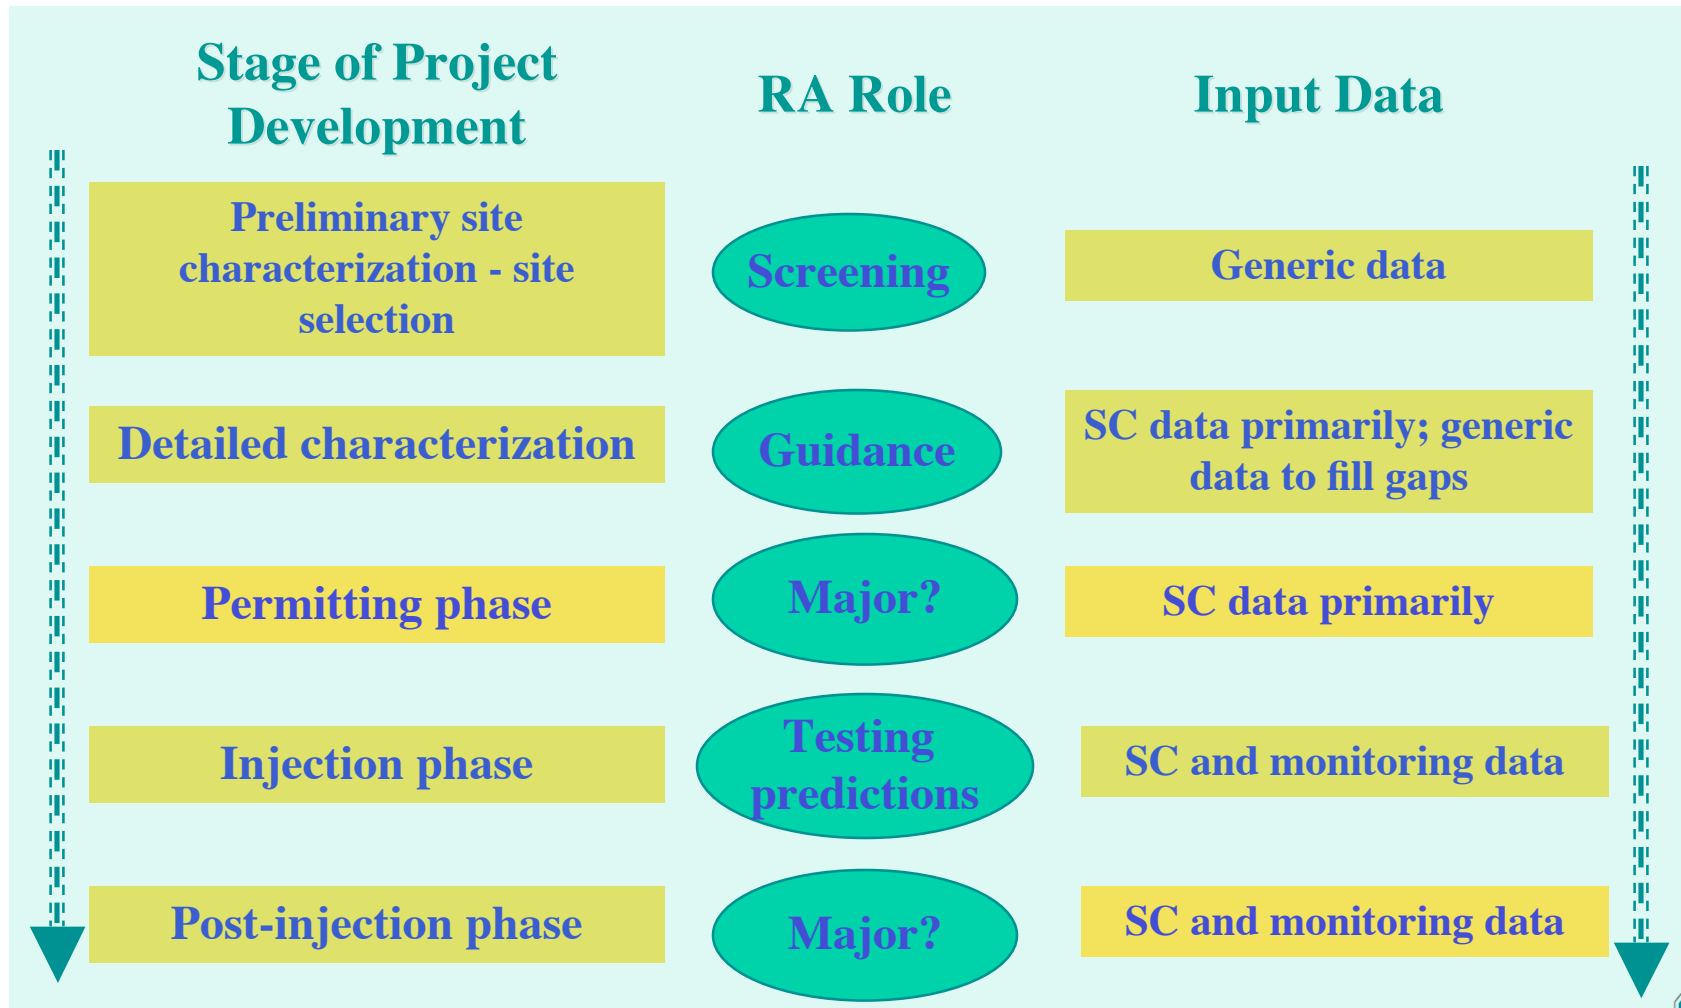 Stage of Project
Development
RA Role
Input Data
Preliminary site
characterization - site
selection
Screening
Generic data
Detailed characterization
Guidance
SC data primarily; generic
data to fill gaps
Permitting phase
Major?
SC data primarily
Injection phase
Testing
predictions
SC and monitoring data
Post-injection phase
Major?
SC and monitoring data